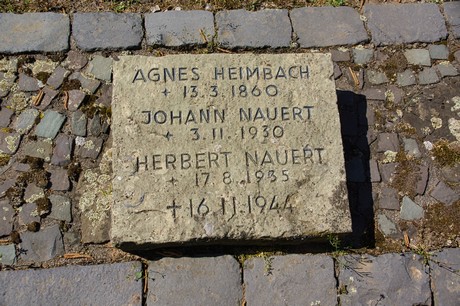 AGNES HEIMBACH
+ 13.3.1860
JOHANN NAUERT
+ 3.11.1930
HERBERT NAUERT
+ 17.8.1935
+ 16.11.1944